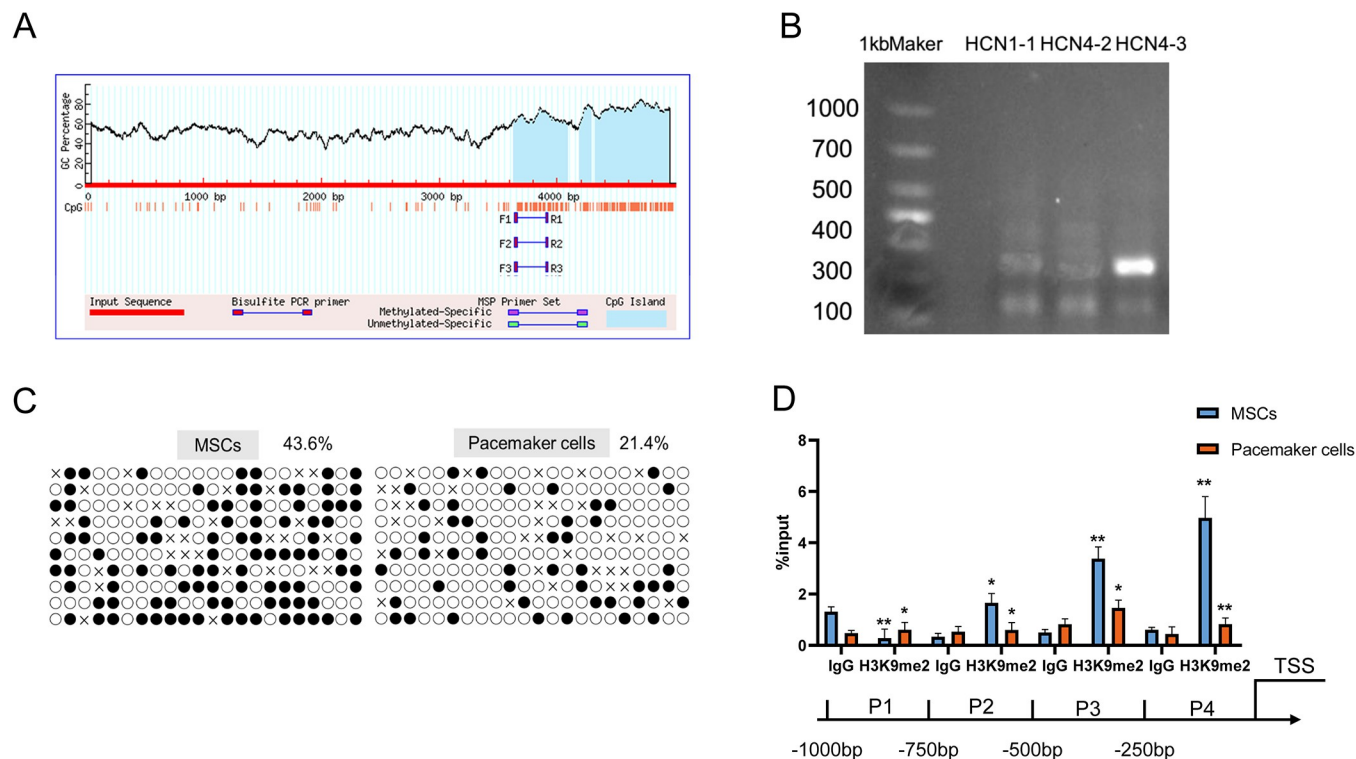 A
GC Percentage
0 20 40 60 80
0 1000 bp 2000 bp 3000 bp 4000 bp
CpG
F1 R1
F2 R2
F3 R3
Input Sequence Bisulfite PCR primer MSP Primer Set CpG Island
Methylated-Specific
Unmethylated-Specific
B
1kbMaker HCN1-1 HCN4-2 HCN4-3
1000
700
500
400
300
100
C
MSCs 43.6%
Pacemaker cells 21.4%
D
MSCs
Pacemaker cells
%input
8
6
4
2
0
** * * * ** * ** **
IgG H3K9me2 IgG H3K9me2 IgG H3K9me2 IgG H3K9me2
TSS
P1 P2 P3 P4
-1000bp -750bp -500bp -250bp